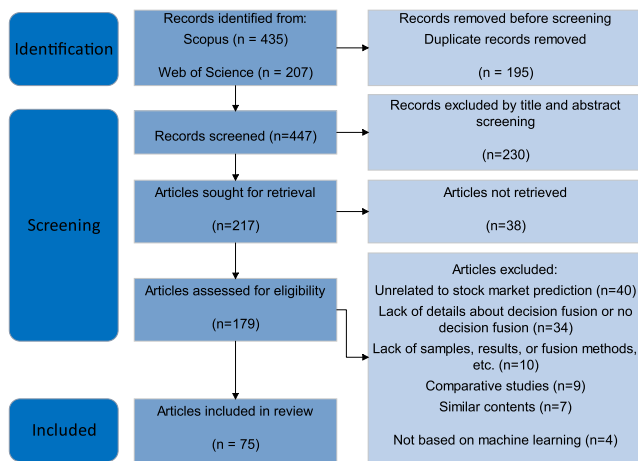 Identification
Records identified from:
Scopus (n = 435)
Web of Science (n = 207)
Records removed before screening
Duplicate records removed
(n = 195)
Screening
Records screened (n=447)
Records excluded by title and abstract
screening
(n=230)
Articles sought for retrieval
(n=217)
Articles not retrieved
(n=38)
Articles assessed for eligibility
(n=179)
Articles excluded:
Unrelated to stock market prediction (n=40)
Lack of details about decision fusion or no
decision fusion (n=34)
Lack of samples, results, or fusion methods,
etc. (n=10)
Comparative studies (n=9)
Similar contents (n=7)
Not based on machine learning (n=4)
Included
Articles included in review
(n = 75)